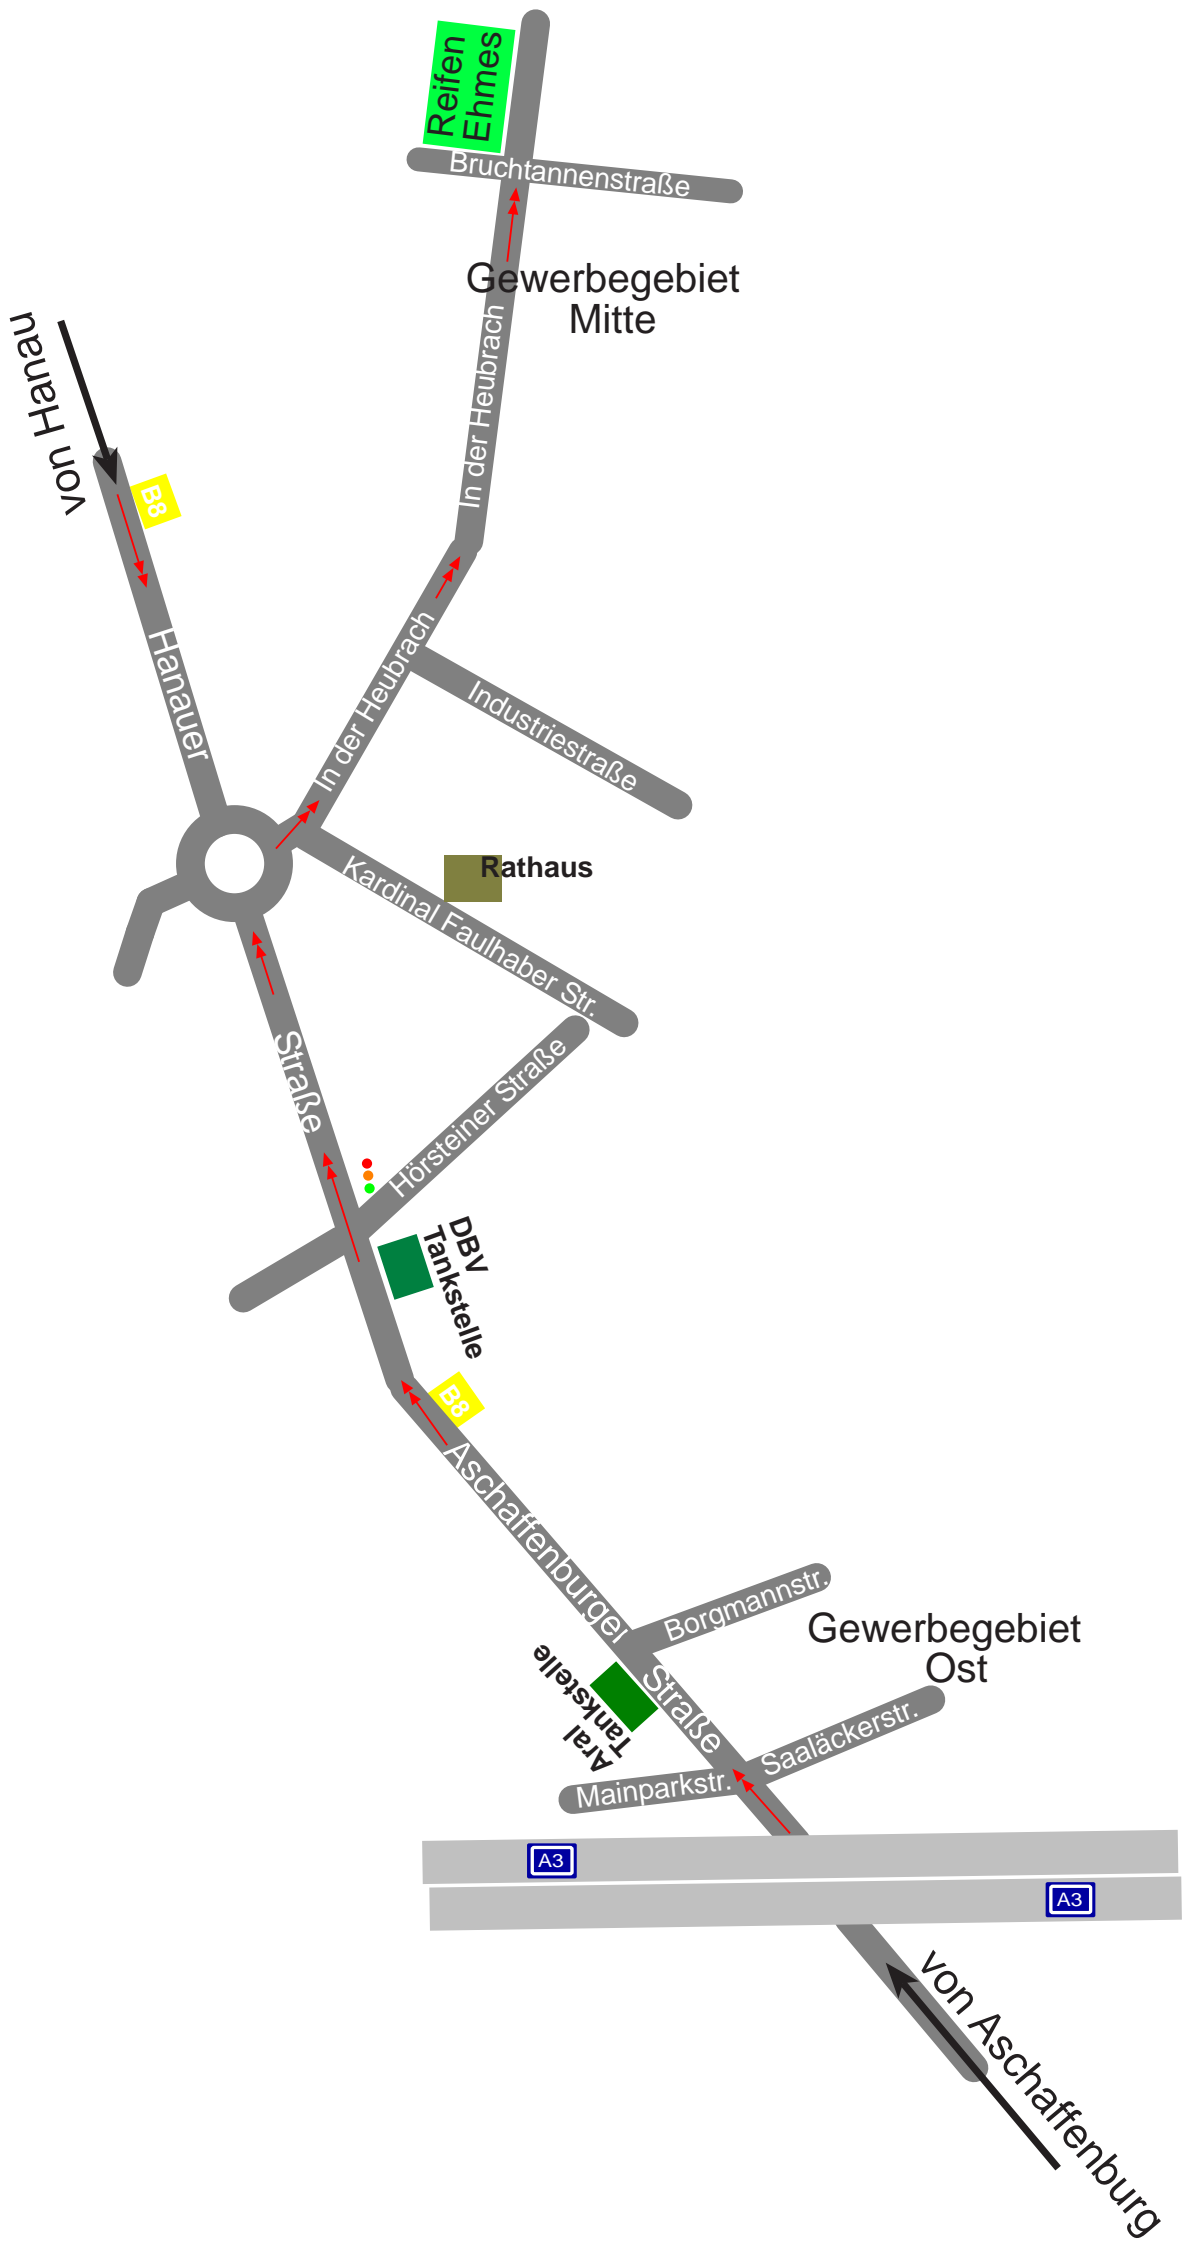 Reifen
Ehmes
Bruchtannenstraße
Gewerbegebiet
Mitte
In der Heubrach
von Hanau
B8
Hanauer
In der Heubrach
Industriestraße
Rathaus
Kardinal Faulhaber Str.
Straße
Hörsteiner Straße
DBV
Tankstelle
B8
Aschaffenburger
Borgmannstr.
Gewerbegebiet
Ost
Aral
Tankstelle
Straße
Saaläckerstr.
Mainparkstr.
A3
A3
von Aschaffenburg